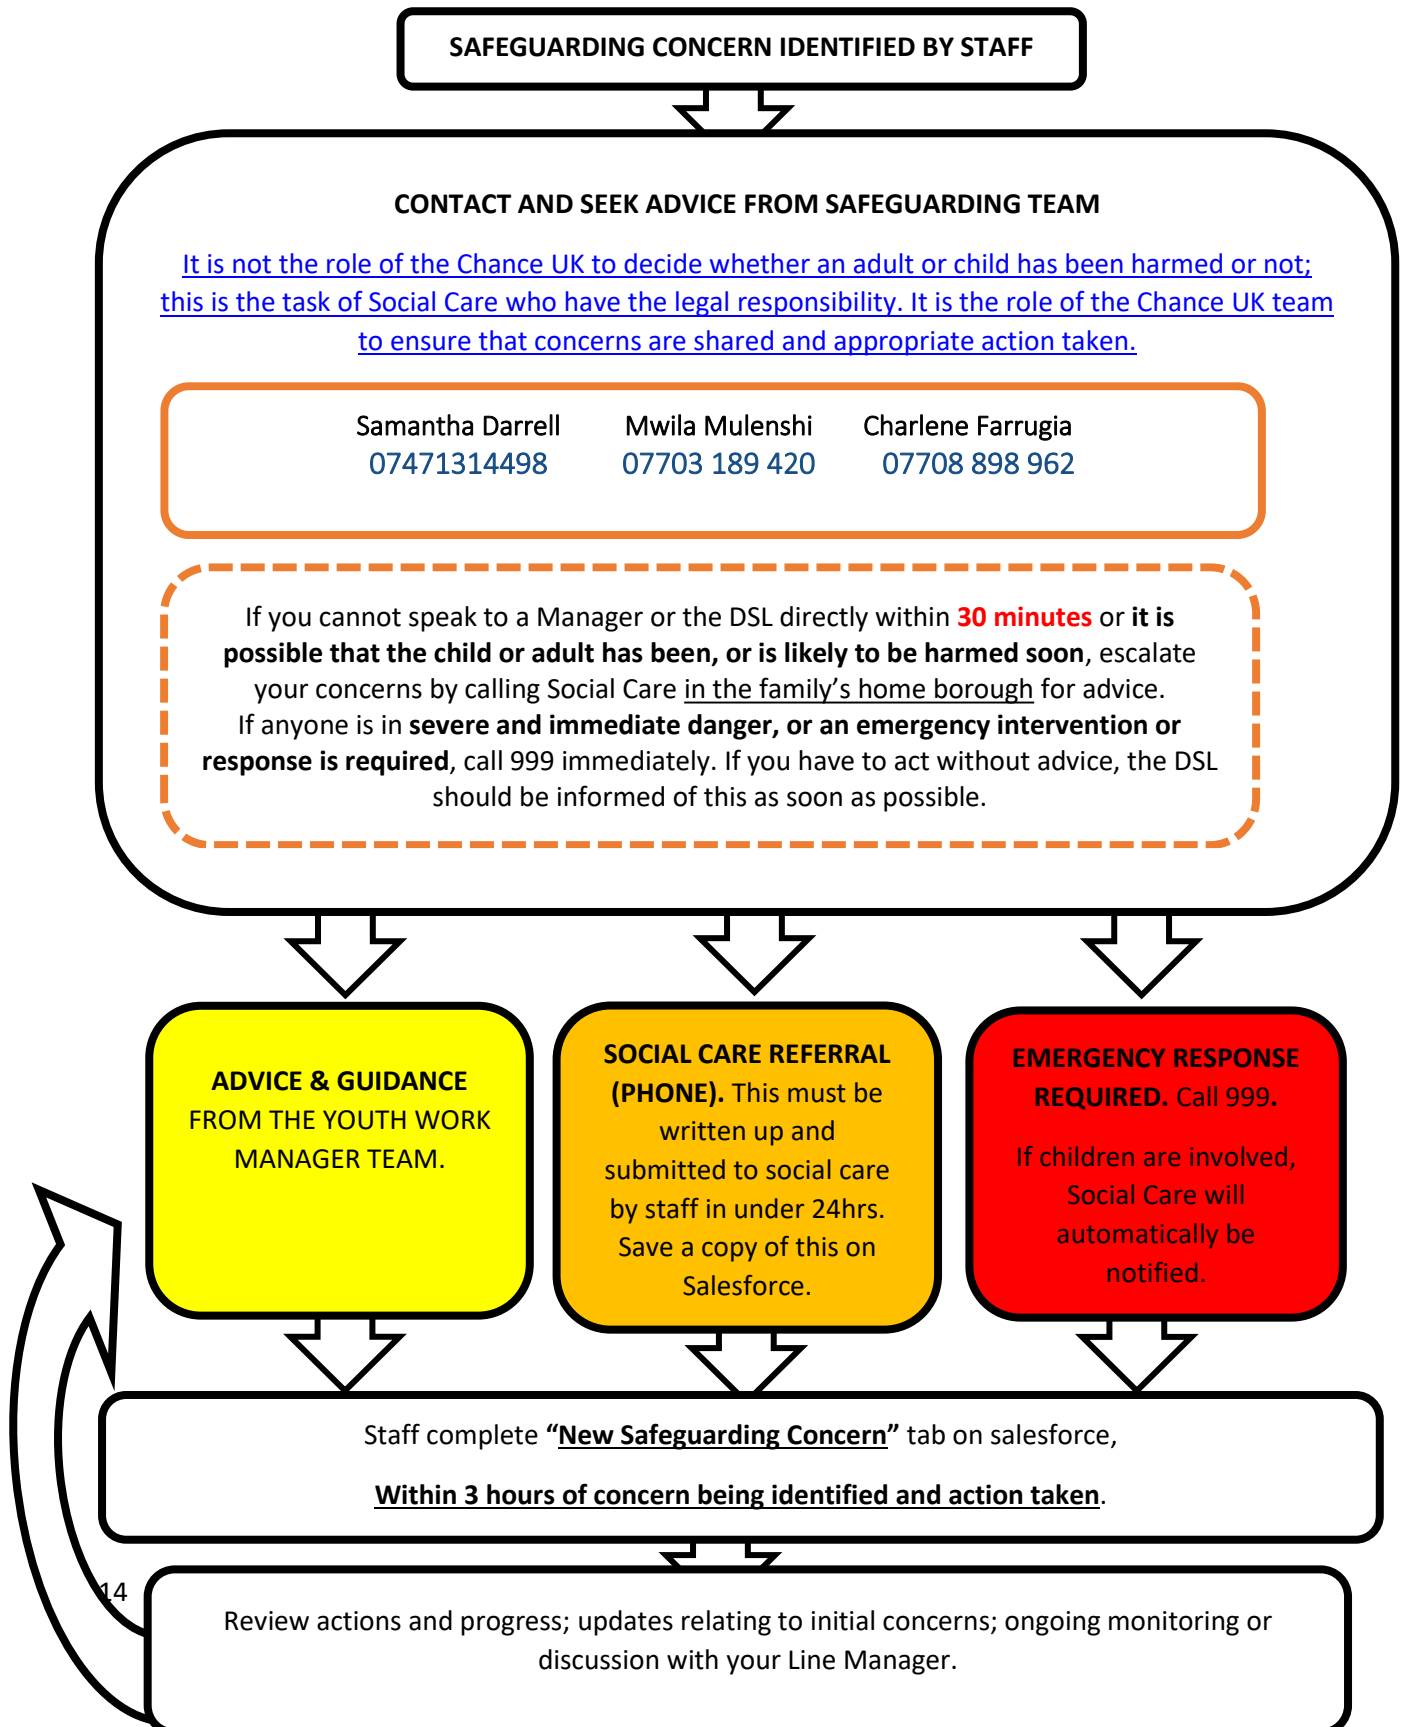 SAFEGUARDING CONCERN IDENTIFIED BY STAFF
CONTACT AND SEEK ADVICE FROM SAFEGUARDING TEAM
It is not the role of the Chance UK to decide whether an adult or child has been harmed or not;
this is the task of Social Care who have the legal responsibility. It is the role of the Chance UK team
to ensure that concerns are shared and appropriate action taken.
Samantha Darrell Mwila Mulenshi Charlene Farrugia
07471314498 07703 189 420 07708 898 962
If you cannot speak to a Manager or the DSL directly within 30 minutes or it is
possible that the child or adult has been, or is likely to be harmed soon, escalate
your concerns by calling Social Care in the family’s home borough for advice.
If anyone is in severe and immediate danger, or an emergency intervention or
response is required, call 999 immediately. If you have to act without advice, the DSL
should be informed of this as soon as possible.
ADVICE & GUIDANCE
FROM THE YOUTH WORK
MANAGER TEAM.
SOCIAL CARE REFERRAL
(PHONE). This must be
written up and
submitted to social care
by staff in under 24hrs.
Save a copy of this on
Salesforce.
EMERGENCY RESPONSE
REQUIRED. Call 999.
If children are involved,
Social Care will
automatically be
notified.
Staff complete “New Safeguarding Concern” tab on salesforce,
Within 3 hours of concern being identified and action taken.
14
Review actions and progress; updates relating to initial concerns; ongoing monitoring or
discussion with your Line Manager.